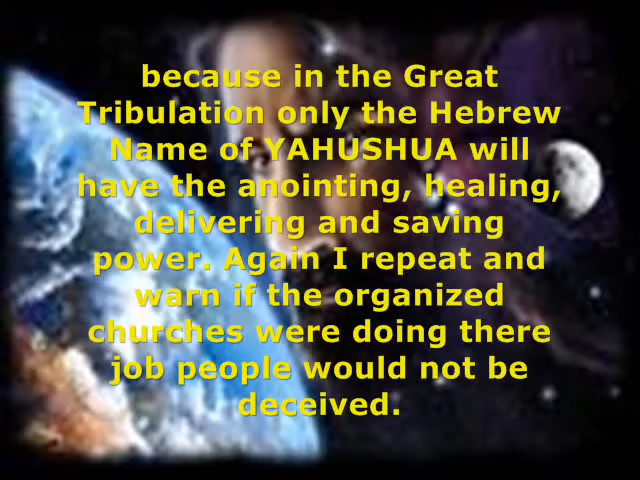 because in the Great
Tribulation only the Hebrew
Name of YAHUSHUA will
have the anointing, healing,
delivering and saving
power. Again I repeat and
warn if the organized
churches were doing there
job people would not be
deceived.